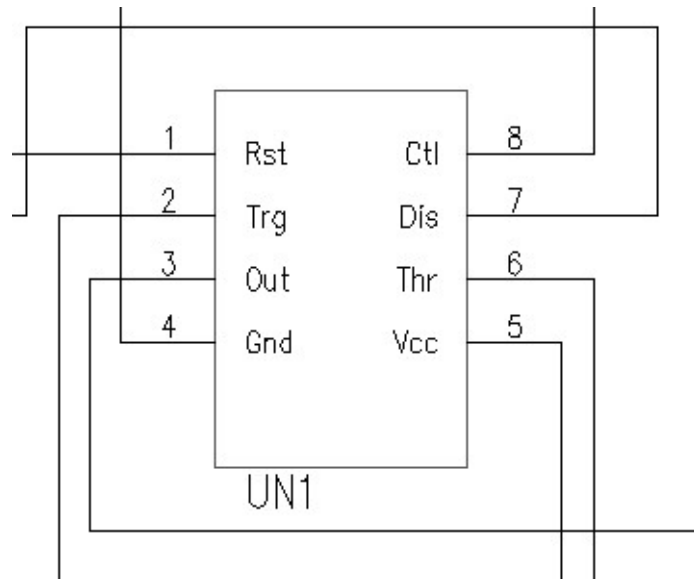 1 Rst Ctl 8
2 Trg Dis 7
3 Out Thr 6
4 Gnd Vcc 5
UN1